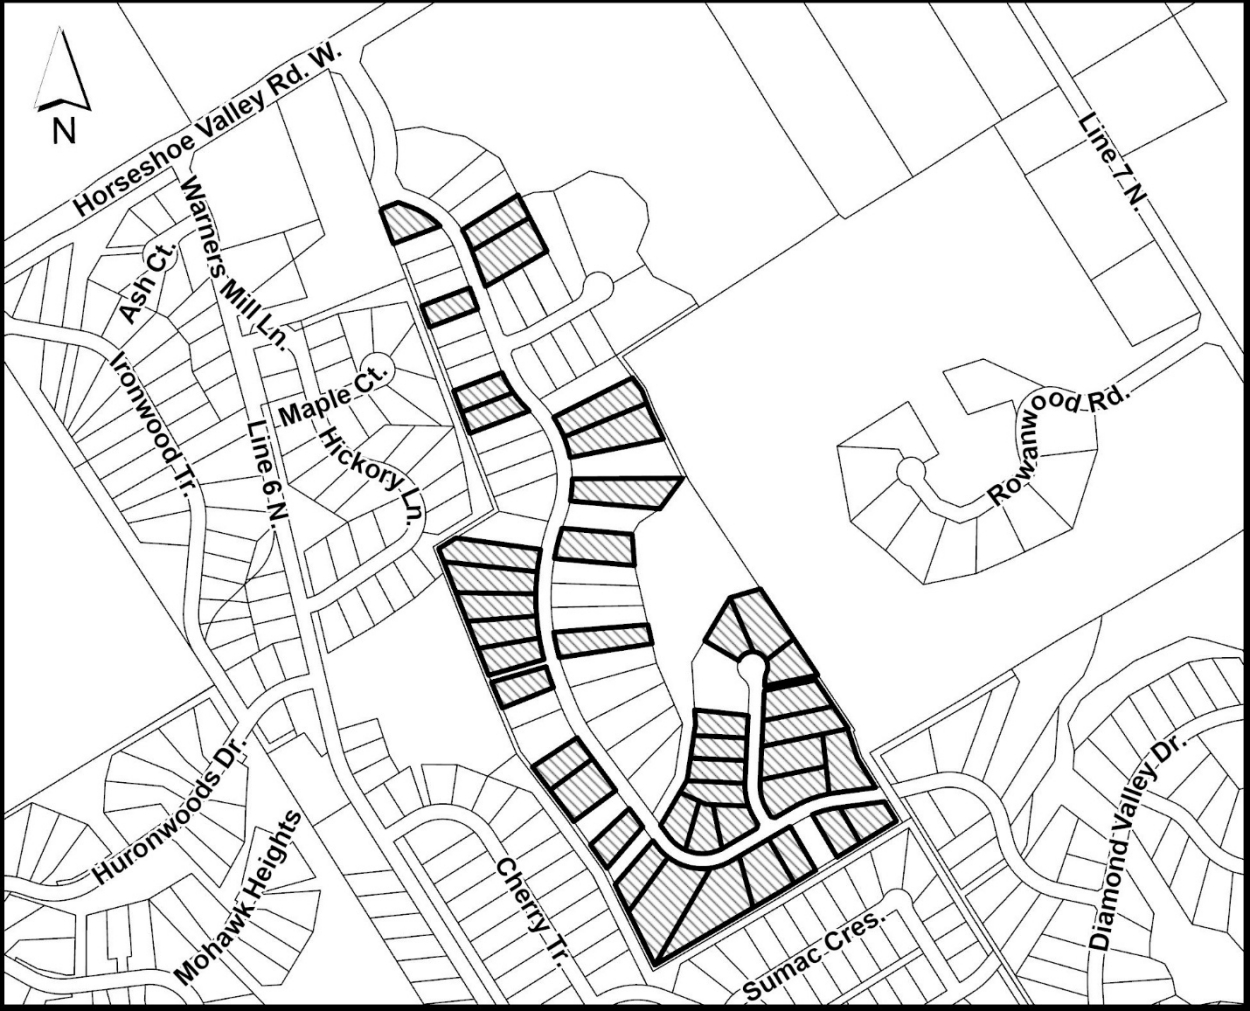 Horseshoe Valley Rd. W.
N
Line 7 N.
Warners Mill Ln.
Ash Ct.
Ironwood Tr.
Maple Ct.
Hickory Ln.
Line 6 N.
Rowanwood Rd.
Huronwoods Dr.
Mohawk Heights
Cherry Tr.
Sumac Cres.
Diamond Valley Dr.